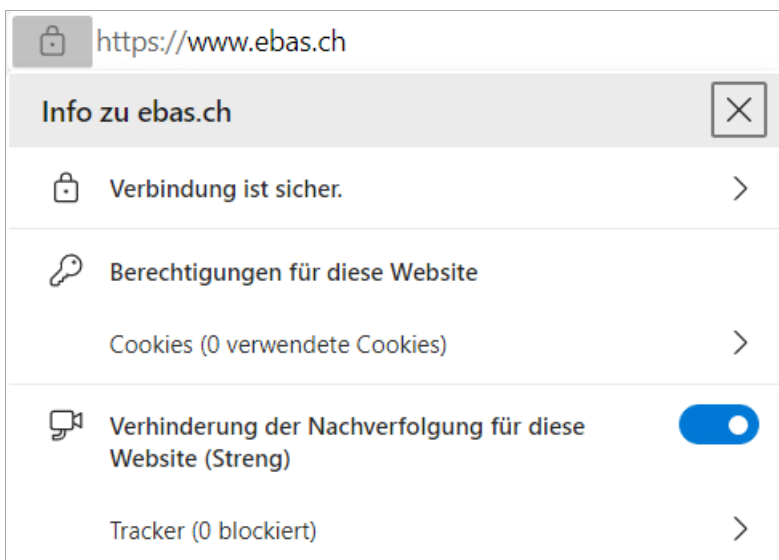 https://www.ebas.ch
Info zu ebas.ch
Verbindung ist sicher.
Berechtigungen für diese Website
Cookies (0 verwendete Cookies)
Verhinderung der Nachverfolgung für diese
Website (Streng)
Tracker (0 blockiert)